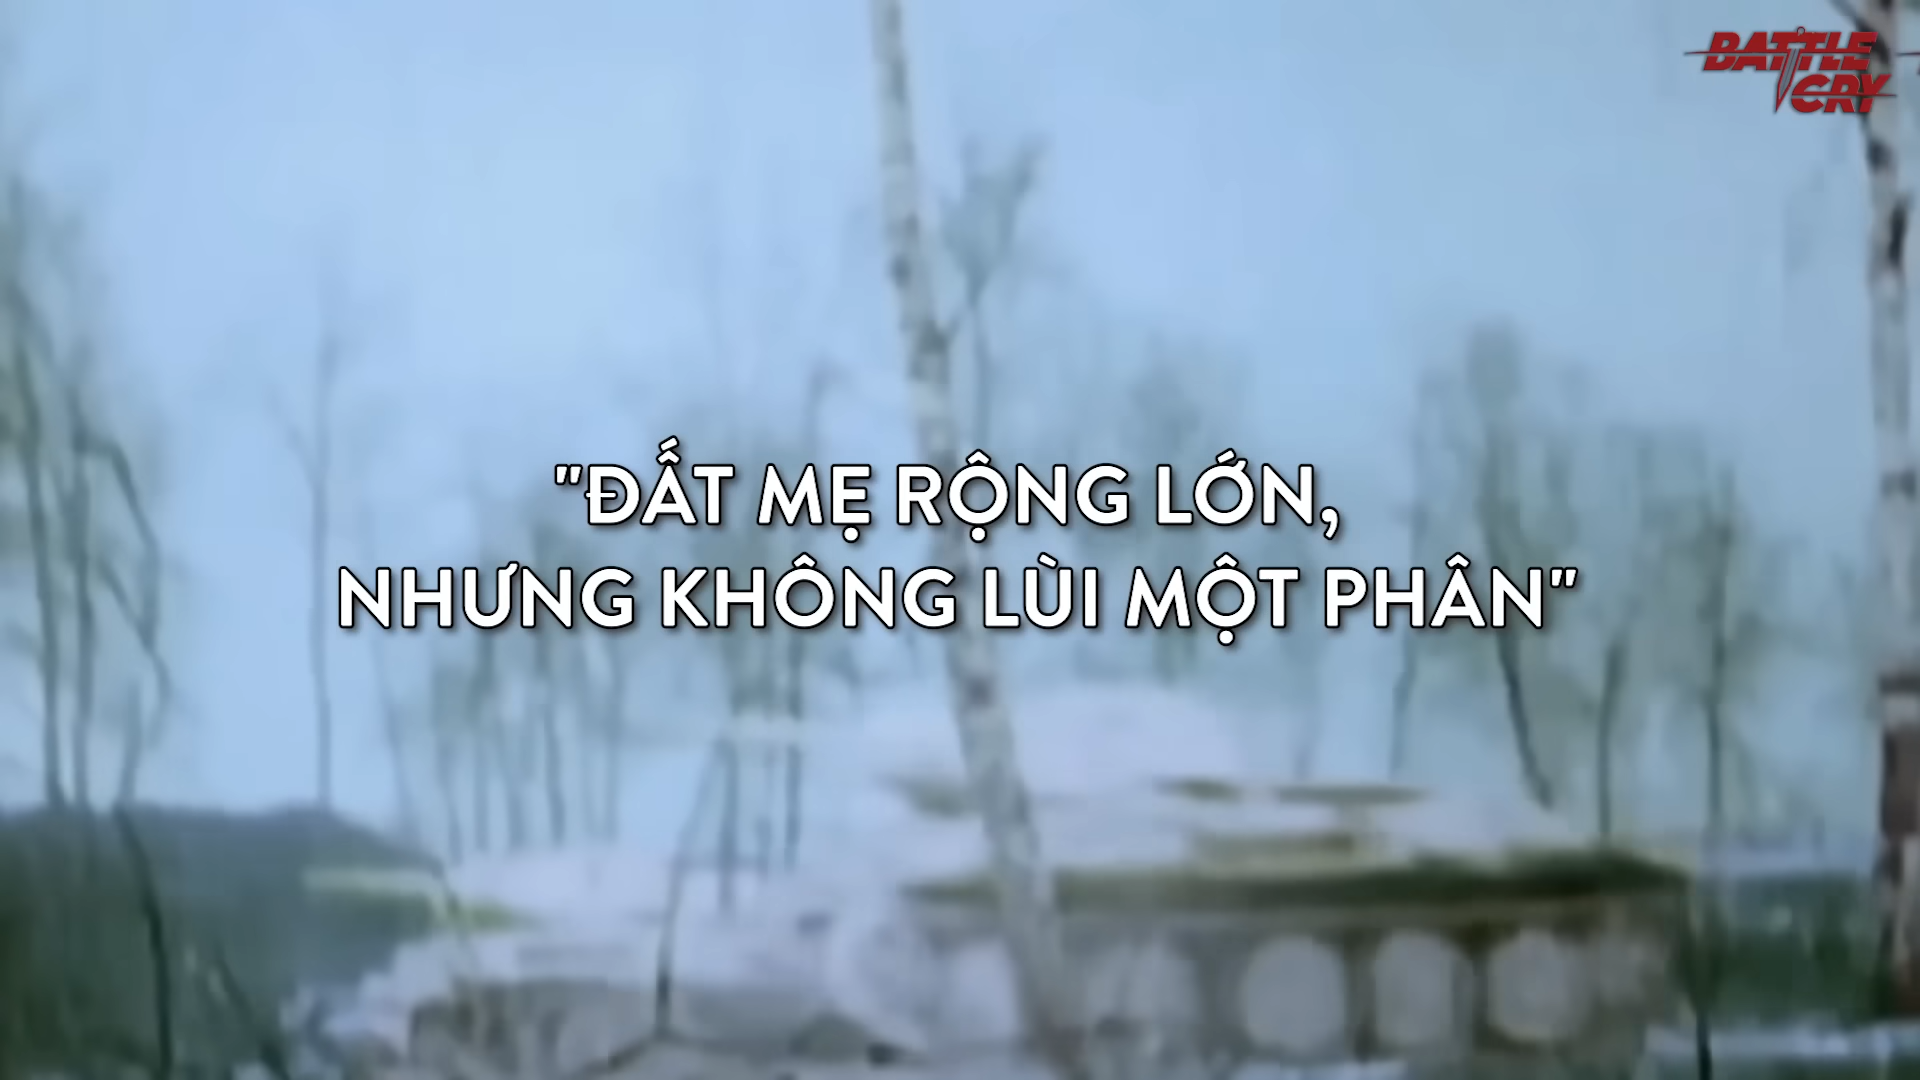 BATTLE
CRY
"ĐẤT MẸ RỘNG LỚN,
NHƯNG KHÔNG LÙI MỘT PHÂN"